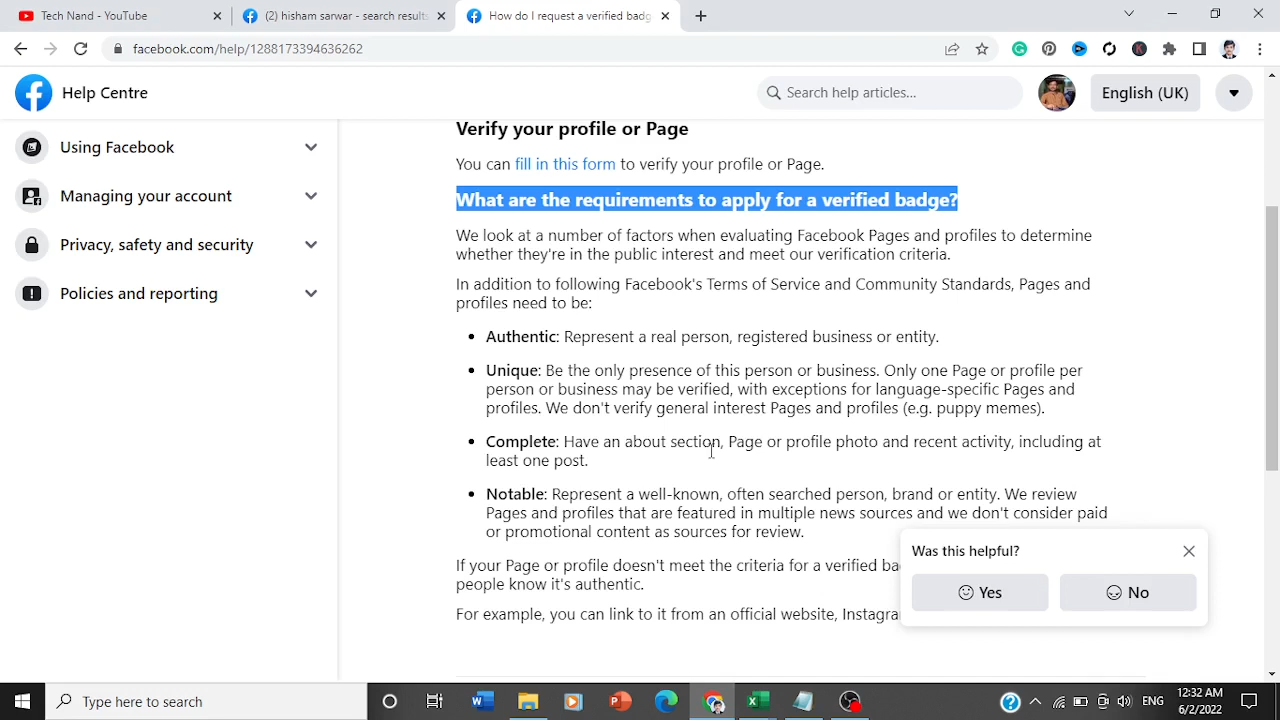 Tech Nand - YouTube
(2) hisham sarwar - search results
How do I request a verified badg
facebook.com/help/1288173394636262
Help Centre
Search help articles...
English (UK)
Using Facebook
Managing your account
Privacy, safety and security
Policies and reporting
Verify your profile or Page
You can fill in this form to verify your profile or Page.
What are the requirements to apply for a verified badge?
We look at a number of factors when evaluating Facebook Pages and profiles to determine
whether they're in the public interest and meet our verification criteria.
In addition to following Facebook's Terms of Service and Community Standards, Pages and
profiles need to be:
• Authentic: Represent a real person, registered business or entity.
• Unique: Be the only presence of this person or business. Only one Page or profile per
person or business may be verified, with exceptions for language-specific Pages and
profiles. We don't verify general interest Pages and profiles (e.g. puppy memes).
• Complete: Have an about section, Page or profile photo and recent activity, including at
least one post.
• Notable: Represent a well-known, often searched person, brand or entity. We review
Pages and profiles that are featured in multiple news sources and we don't consider paid
or promotional content as sources for review.
If your Page or profile doesn't meet the criteria for a verified ba
people know it's authentic.
For example, you can link to it from an official website, Instagra
Was this helpful?
Yes
No
Type here to search
ENG
12:32 AM
6/2/2022